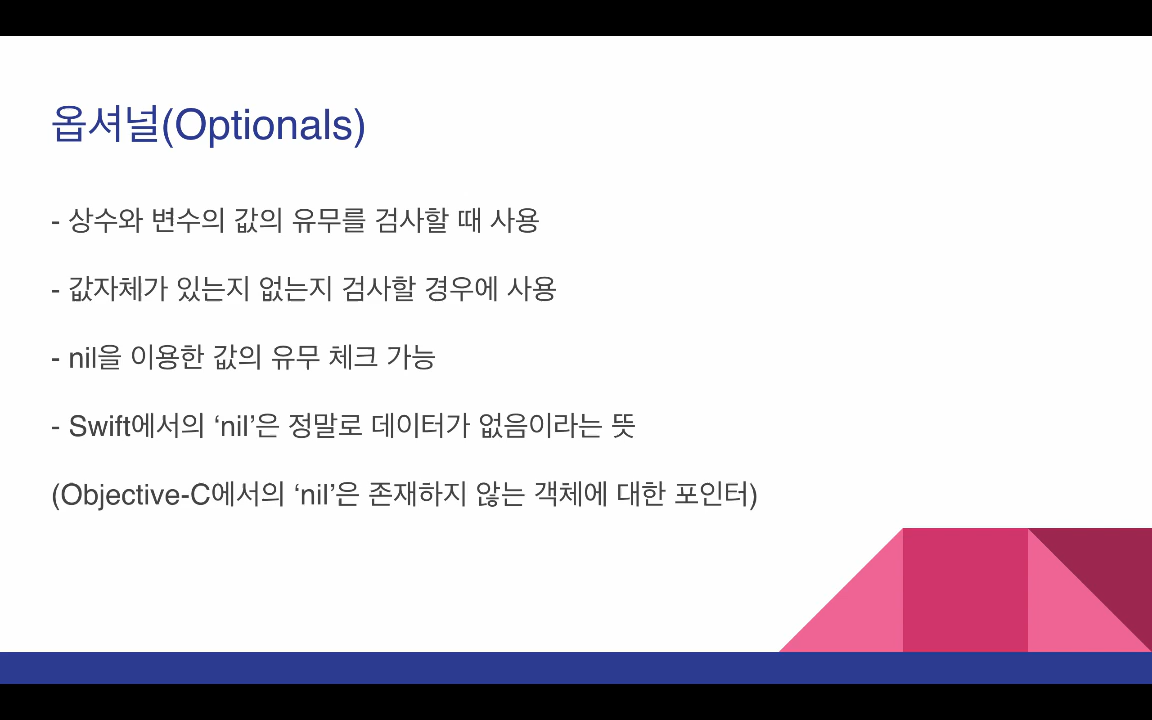 옵셔널(Optionals)
- 상수와 변수의 값의 유무를 검사할 때 사용
- 값자체가 있는지 없는지 검사할 경우에 사용
- nil을 이용한 값의 유무 체크 가능
- Swift에서의 ‘nil’은 정말로 데이터가 없음이라는 뜻
(Objective-C에서의 ‘nil’은 존재하지 않는 객체에 대한 포인터)